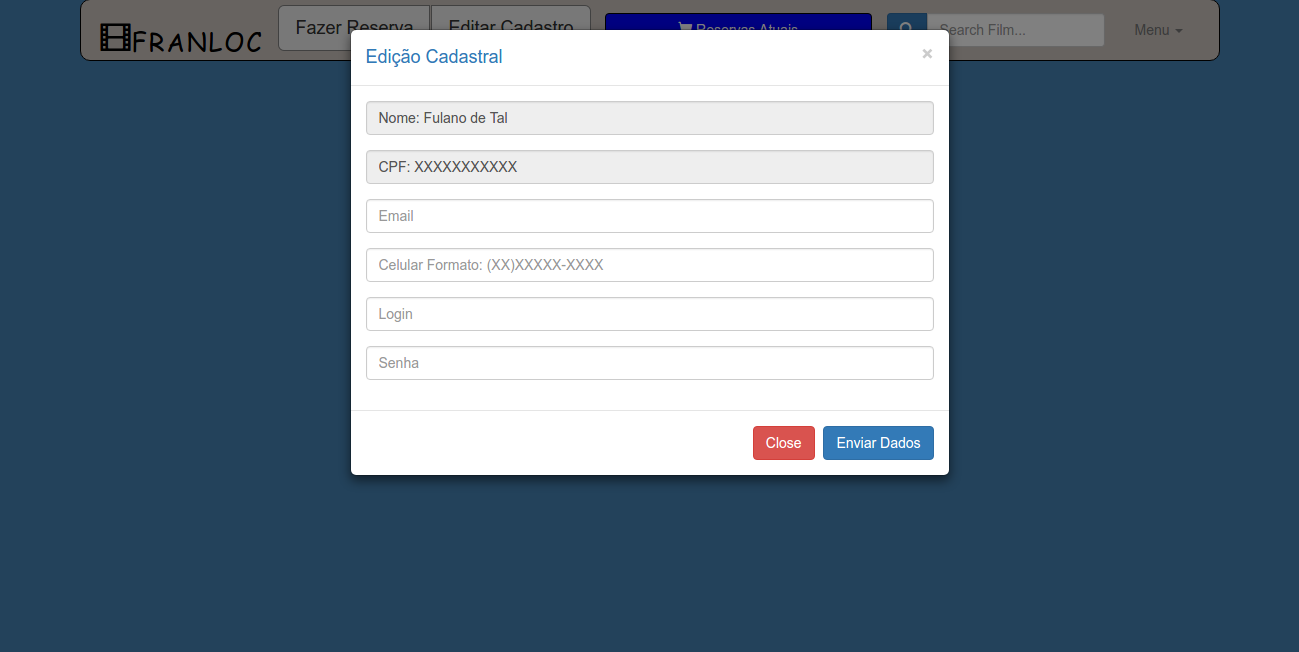 FRANLOC
Fazer Reserva
Editar Cadastro
Reservas Atuais
Search Film...
Menu
Edição Cadastral
×
Nome: Fulano de Tal
CPF: XXXXXXXXXXX
Email
Celular Formato: (XX)XXXXX-XXXX
Login
Senha
Close
Enviar Dados